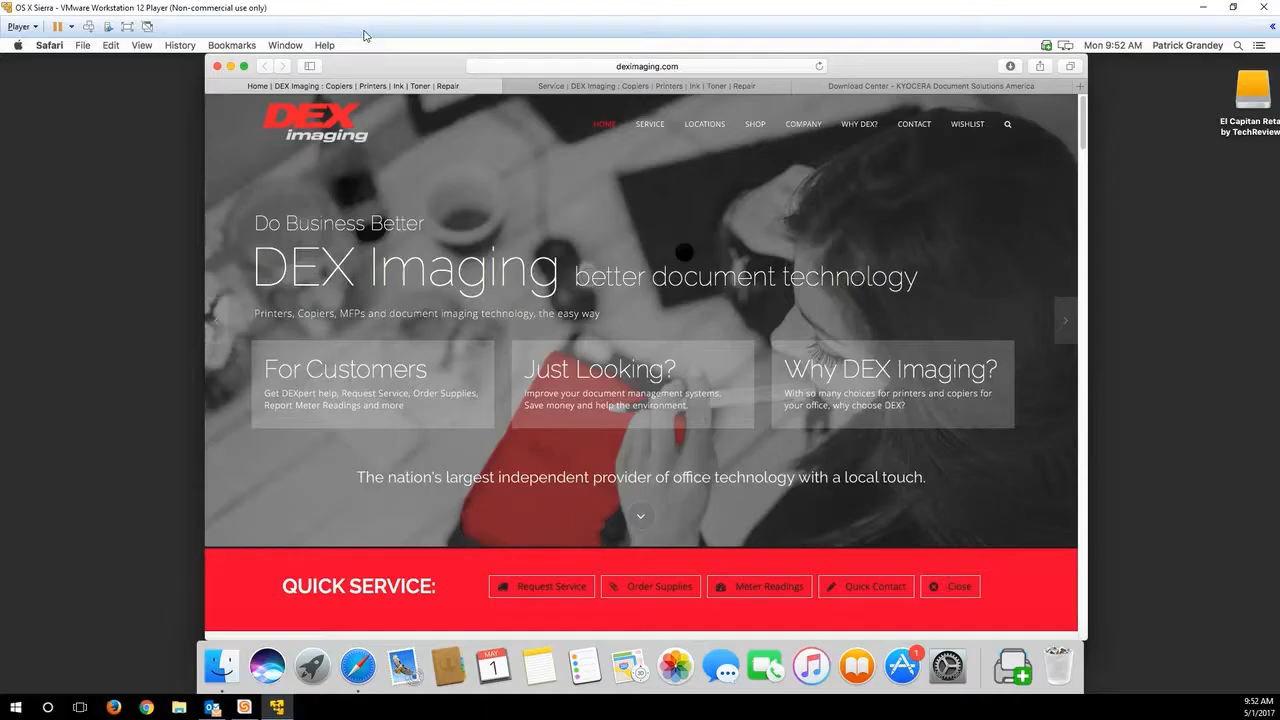 OS X Sierra - VMware Workstation 12 Player (Non-commercial use only)
Player
Safari File Edit View History Bookmarks Window Help
Mon 9:52 AM Patrick Grandey
deximaging.com
Home | DEX Imaging : Copiers | Printers | Ink | Toner | Repair
Service | DEX Imaging : Copiers | Printers | Ink | Toner | Repair
Download Center - KYOCERA Document Solutions America
El Capitan Reta
by TechReview
DEX
imaging
HOME SERVICE LOCATIONS SHOP COMPANY WHY DEX? CONTACT WISHLIST
Do Business Better
DEX Imaging better document technology
Printers, Copiers, MFPs and document imaging technology, the easy way
For Customers
Get DEXpert help, Request Service, Order Supplies,
Report Meter Readings and more
Just Looking?
Improve your document management systems.
Save money and help the environment.
Why DEX Imaging?
With so many choices for printers and copiers for
your office, why choose DEX?
The nation's largest independent provider of office technology with a local touch.
QUICK SERVICE:
Request Service
Order Supplies
Meter Readings
Quick Contact
Close
MAY
1
1
9:52 AM
5/1/2017